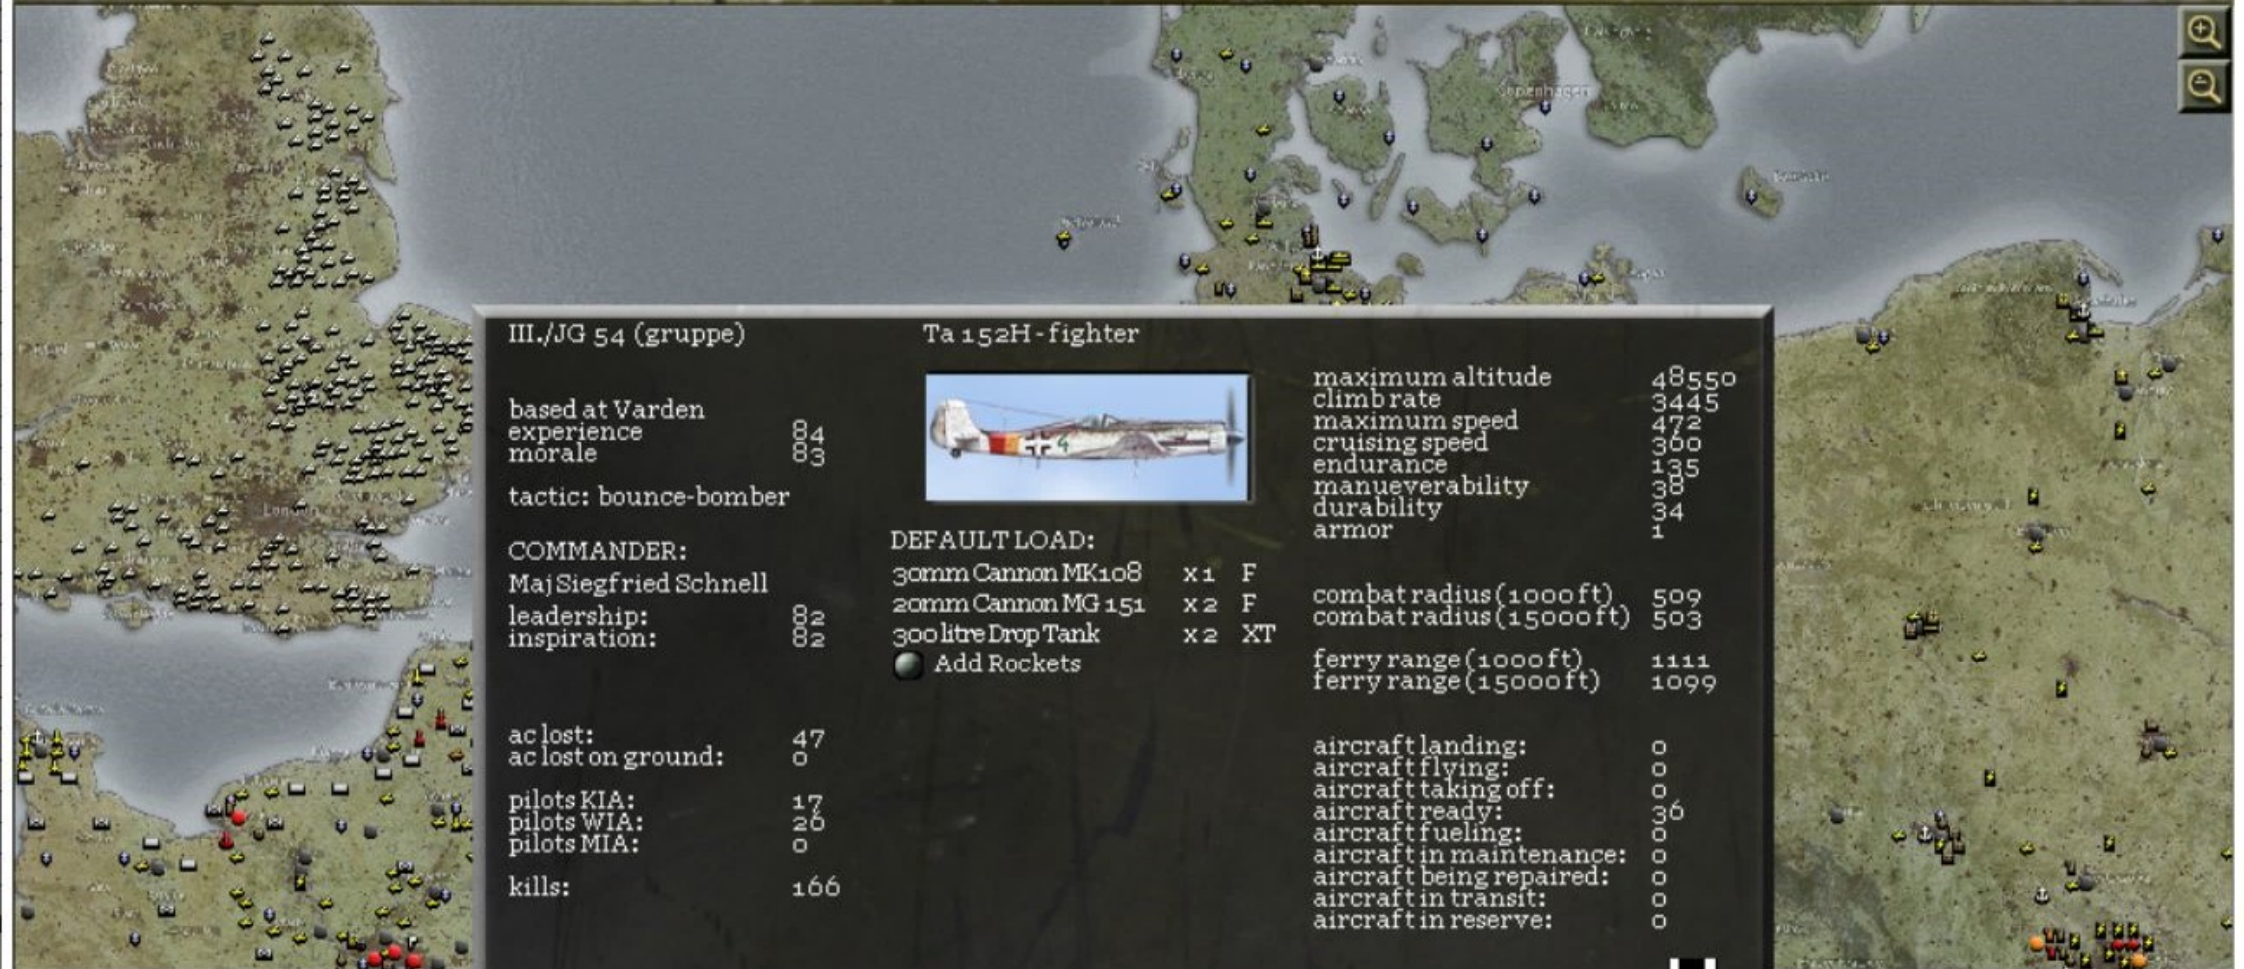 Copenhagen
London
III./JG 54 (gruppe)
Ta 152H - fighter
based at Varden
experience 84
morale 83
tactic: bounce-bomber
COMMANDER:
Maj Siegfried Schnell
leadership: 82
inspiration: 82
ac lost: 47
ac lost on ground: 0
pilots KIA: 17
pilots WIA: 26
pilots MIA: 0
kills: 166
DEFAULT LOAD:
30mm Cannon MK108 x1 F
20mm Cannon MG 151 x2 F
300 litre Drop Tank x2 XT
Add Rockets
maximum altitude 48550
climb rate 3445
maximum speed 472
cruising speed 360
endurance 135
manueverability 38
durability 34
armor 1
combat radius (1000ft) 509
combat radius (15000ft) 503
ferry range (1000ft) 1111
ferry range (15000ft) 1099
aircraft landing: 0
aircraft flying: 0
aircraft taking off: 0
aircraft ready: 36
aircraft fueling: 0
aircraft in maintenance: 0
aircraft being repaired: 0
aircraft in transit: 0
aircraft in reserve: 0